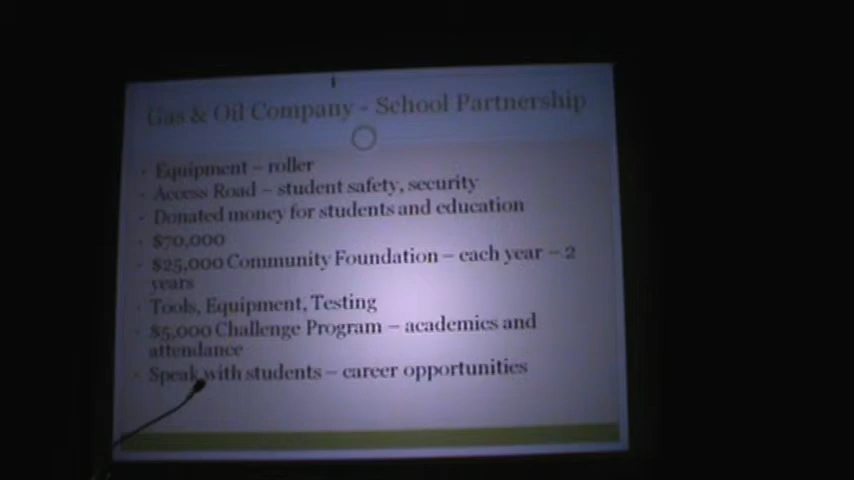 Gas & Oil Company - School Partnership
Equipment – roller
Access Road – student safety, security
Donated money for students and education
$70,000
$25,000 Community Foundation – each year – 2
years
Tools, Equipment, Testing
$5,000 Challenge Program – academics and
attendance
Speak with students – career opportunities